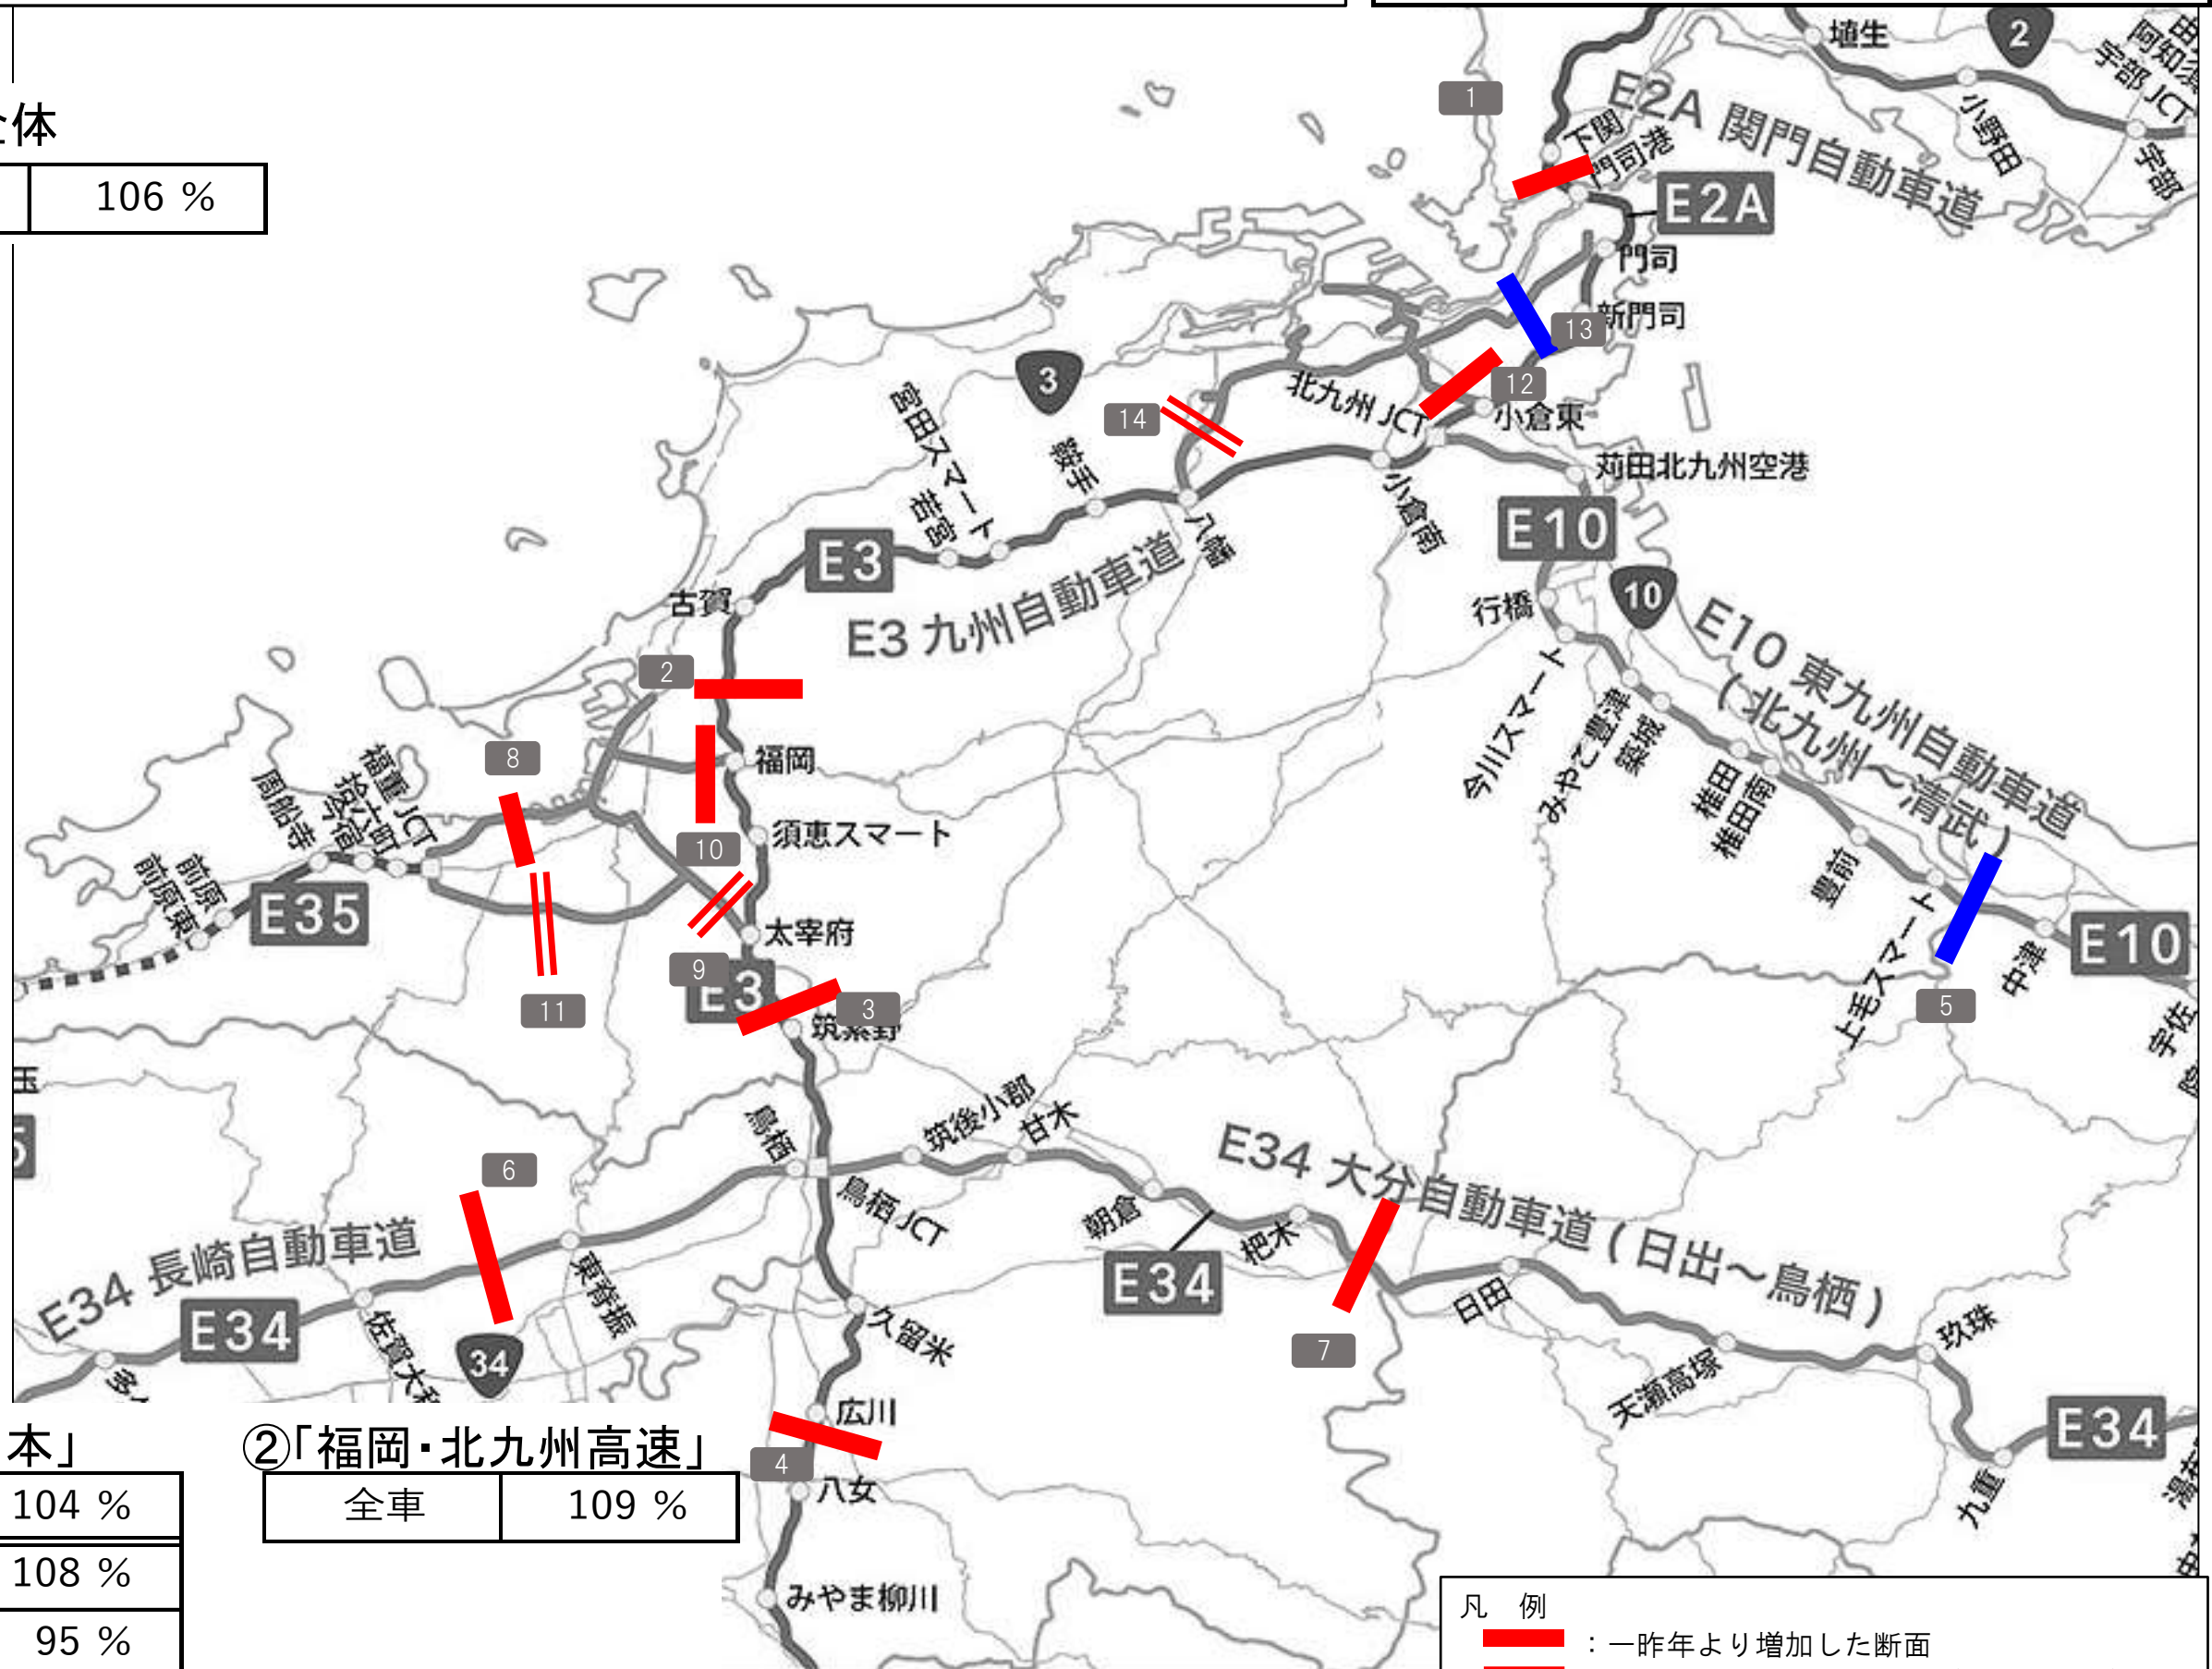 全体
106 %
1
埴生
2
宇部 JCT
小野田
宇部
E2A 関門自動車道
下関
門司港
E2A
門司
新門司
13
12
3
14
北九州 JCT
小倉東
苅田北九州空港
宮田スマート
鞍手
若宮
八幡
小倉南
E10
E3
E3 九州自動車道
古賀
行橋
10
E10 東九州自動車道
(北九州～清武)
今川スマート
みやこ豊津
築城
椎田
椎田南
豊前
上毛スマート
中津
E10
5
宇佐
2
福岡
8
10
須恵スマート
福重 JCT
拾六町
今宿
周船寺
前原
前原東
E35
太宰府
9
E3
3
11
筑紫野
鳥栖
筑後小郡
甘木
鳥栖 JCT
朝倉
杷木
E34 大分自動車道 ( 日出～鳥栖 )
E34
日田
7
天瀬高塚
玖珠
九重
E34
6
E34 長崎自動車道
E34
東脊振
34
久留米
広川
4
八女
みやま柳川
本」
104 %
108 %
95 %
②「福岡・北九州高速」
全車
109 %
凡 例
：一昨年より増加した断面